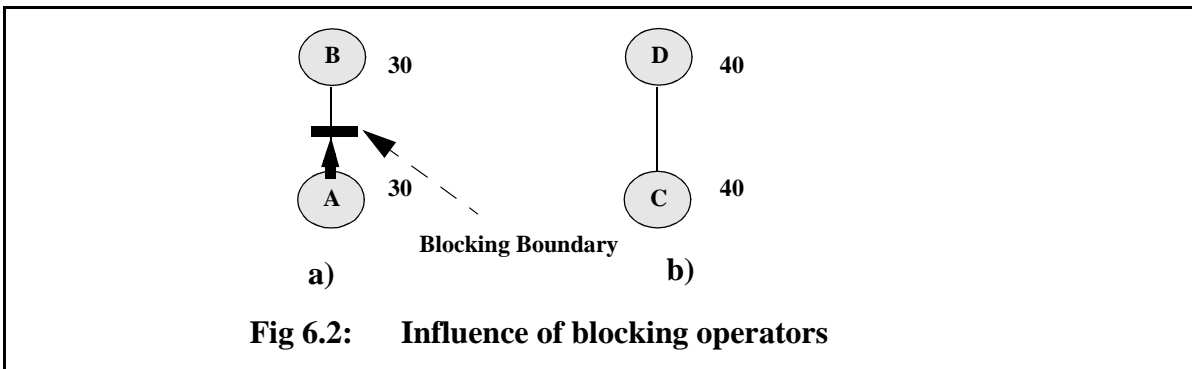 B 30 D 40
A 30 C 40
Blocking Boundary
a) b)
Fig 6.2: Influence of blocking operators